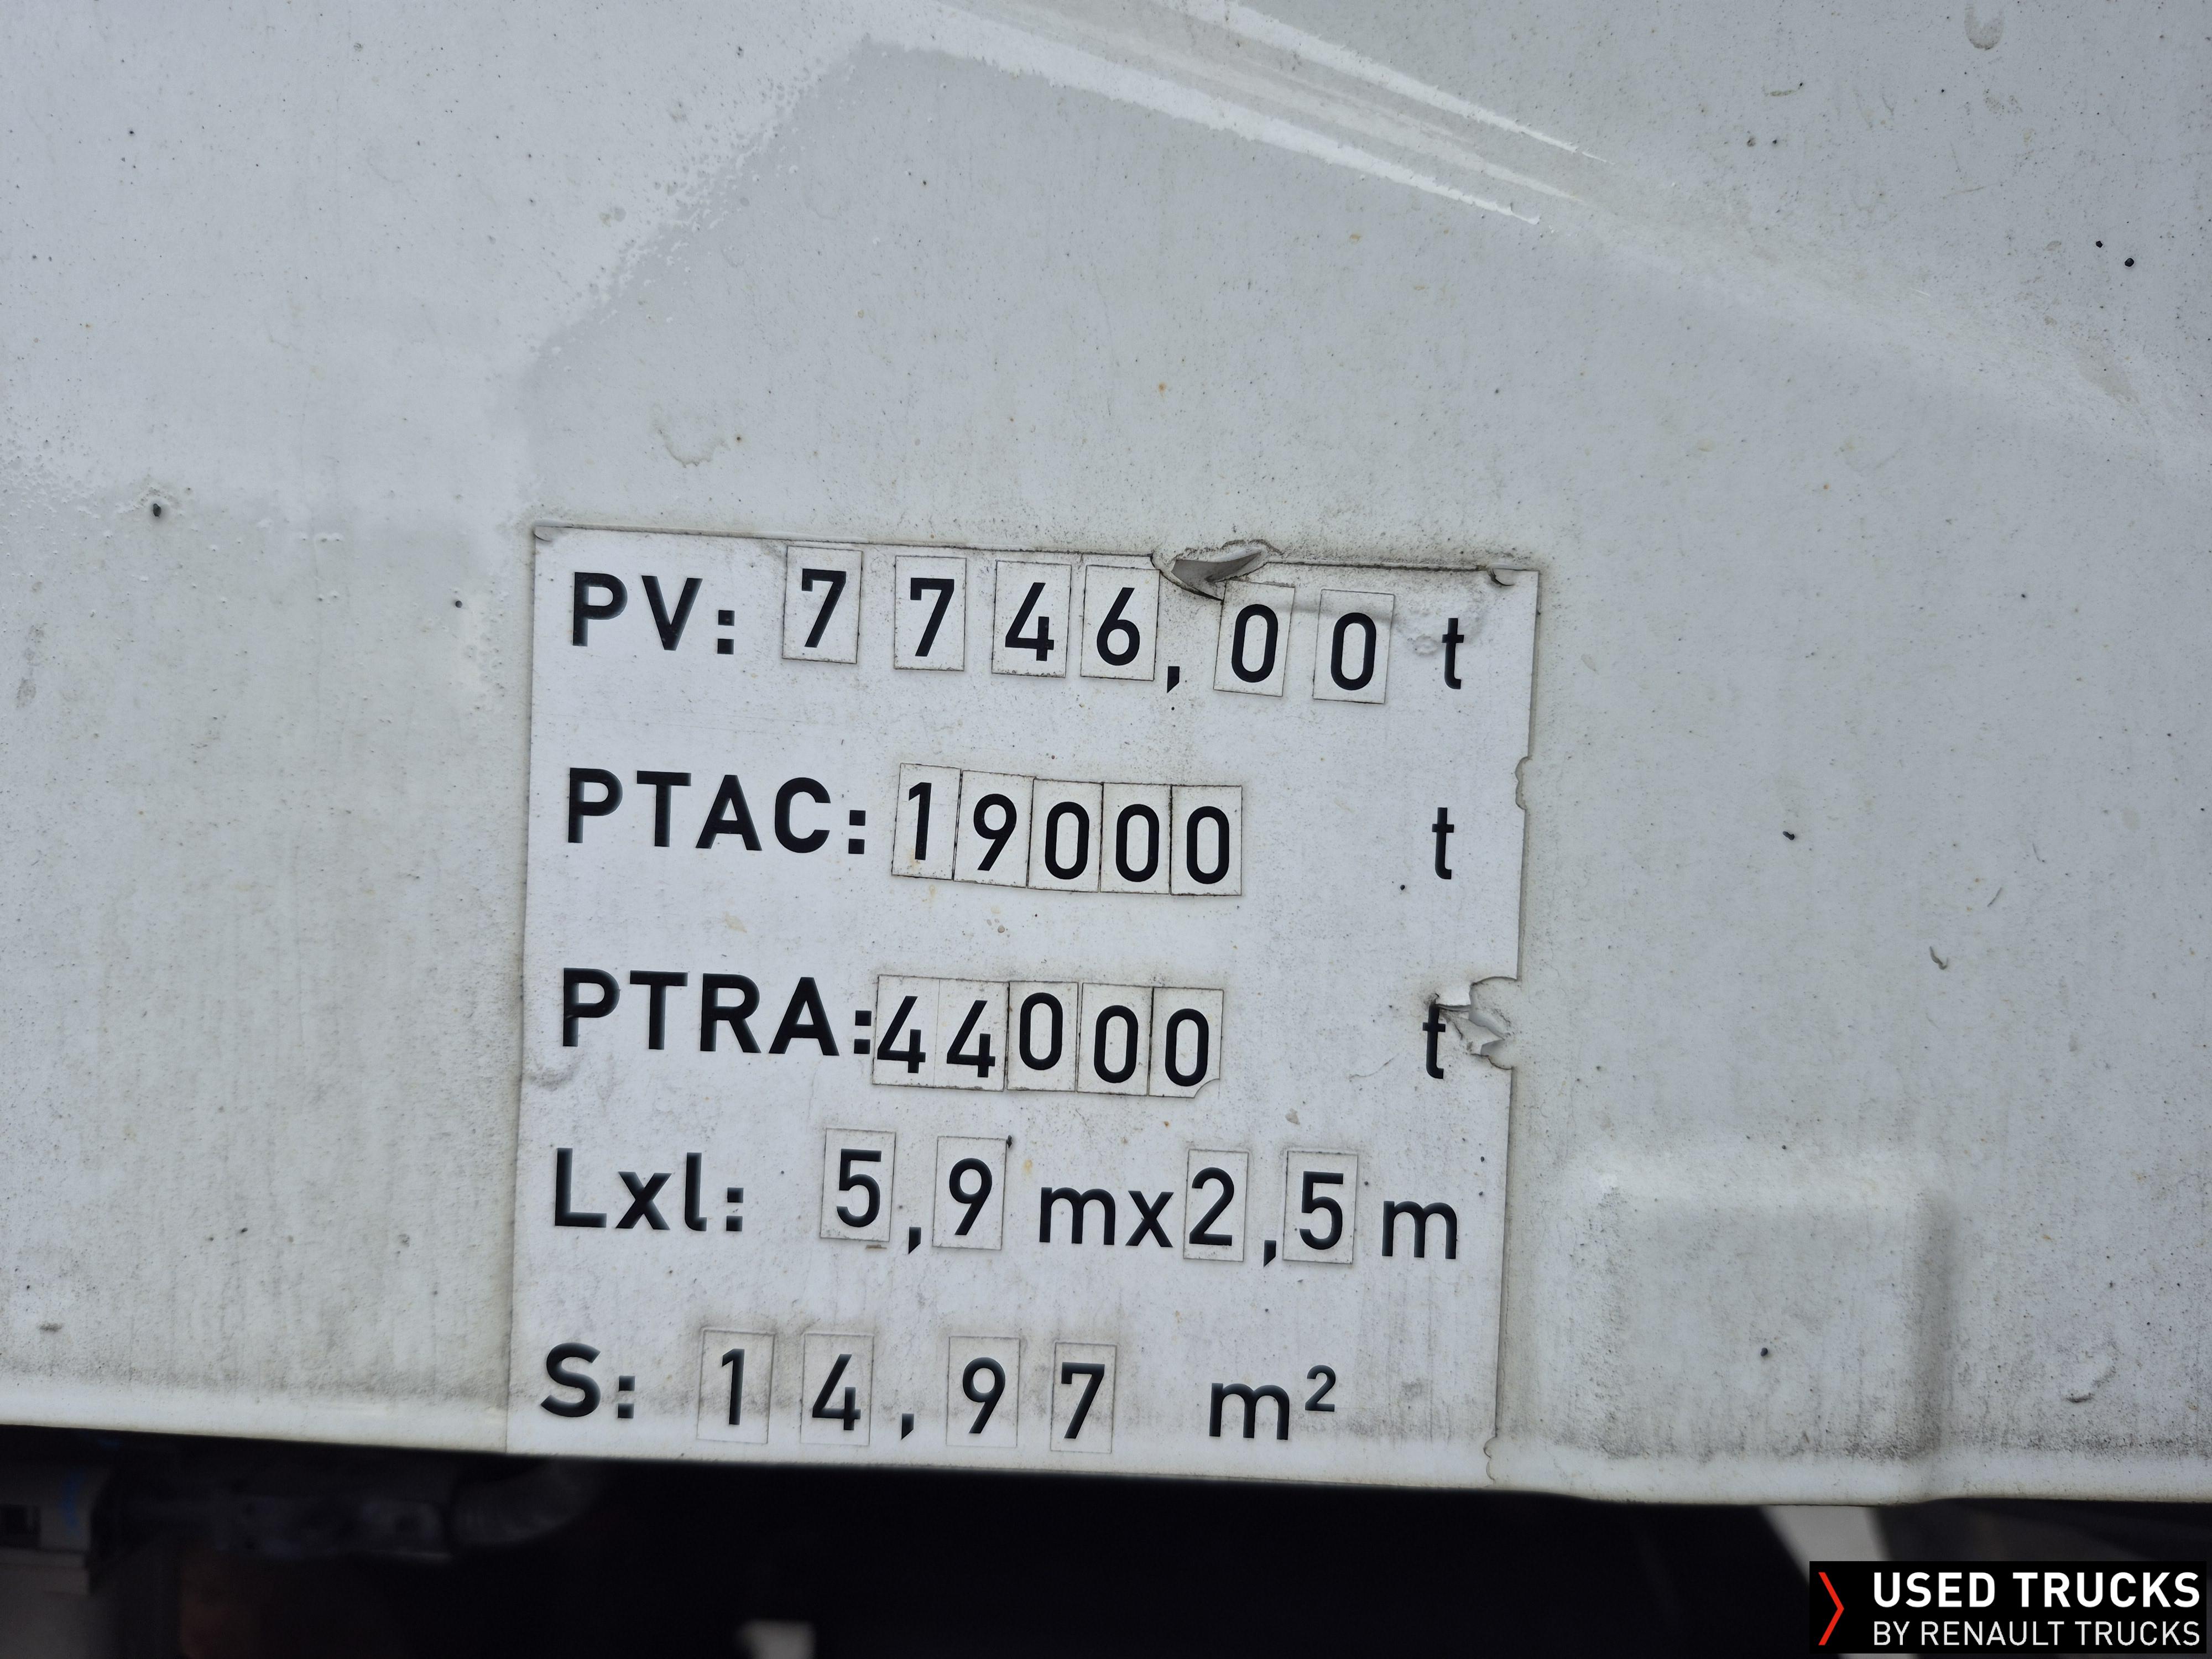 PV: 7746,00 t
PTAC: 19000 t
PTRA: 44000 t
Lxl: 5,9 mx2,5 m
S: 14,97 m²
USED TRUCKS
BY RENAULT TRUCKS